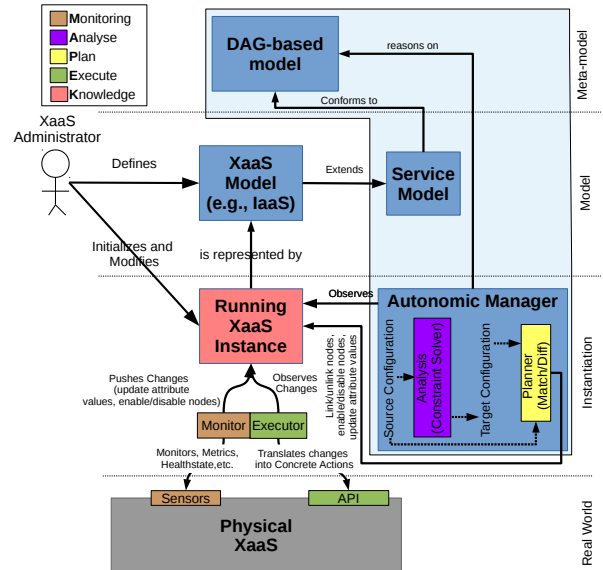 Monitoring
Analyse
Plan
Execute
Knowledge
DAG-based
model
reasons on
Meta-model
Conforms to
XaaS
Administrator
Defines
XaaS
Model
(e.g., IaaS)
Extends
Service
Model
Model
Initializes and
Modifies
is represented by
Running
XaaS
Instance
Observes
Autonomic Manager
Source Configuration
Analysis
(Constraint Solver)
Target Configuration
Planner
(Match/Diff)
Link/unlink nodes,
enable/disable nodes,
update attribute values
Instantiation
Pushes Changes
(update attribute
values, enable/disable nodes)
Observes
Changes
Monitor
Executor
Monitors, Metrics,
Healthstate,etc.
Translates changes
into Concrete Actions
Sensors
API
Physical
XaaS
Real World